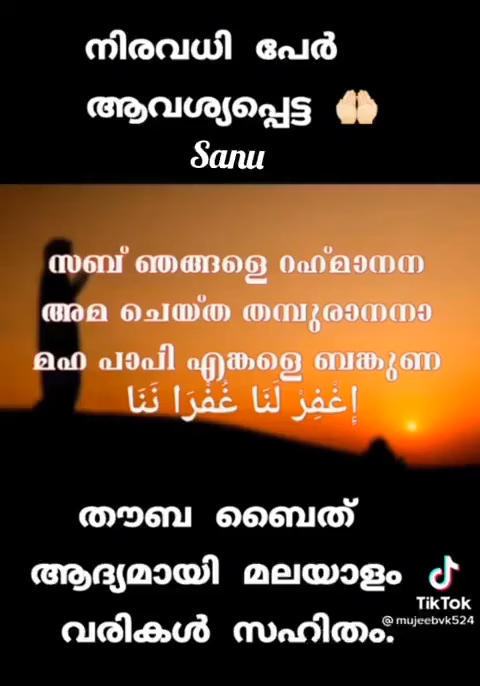 നിരവധി പേർ
ആവശ്യപ്പെട്ട 🤲🏻
Sanu
സബ് ഞങ്ങളെ റഹ്മാനന
അമ ചെയ്ത തമ്പുരാനനാ
മഹ പാപി എങ്കളെ ബങ്കുണ
إِغْفِرْ لَنَا غُفْرَا نَنَا
തൗബ ബൈത്
ആദ്യമായി മലയാളം
വരികൾ സഹിതം.
TikTok
@mujeebvk524